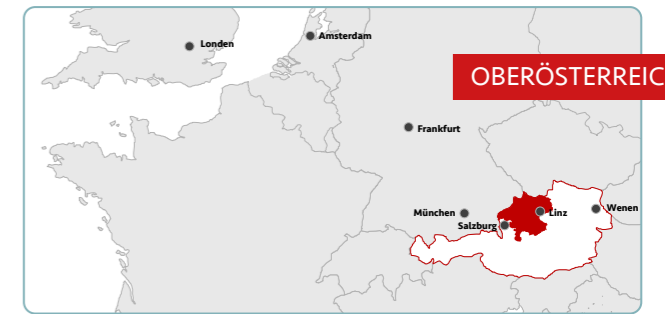 Londen
Amsterdam
OBERÖSTERREIC
Frankfurt
München
Salzburg
Linz
Wenen